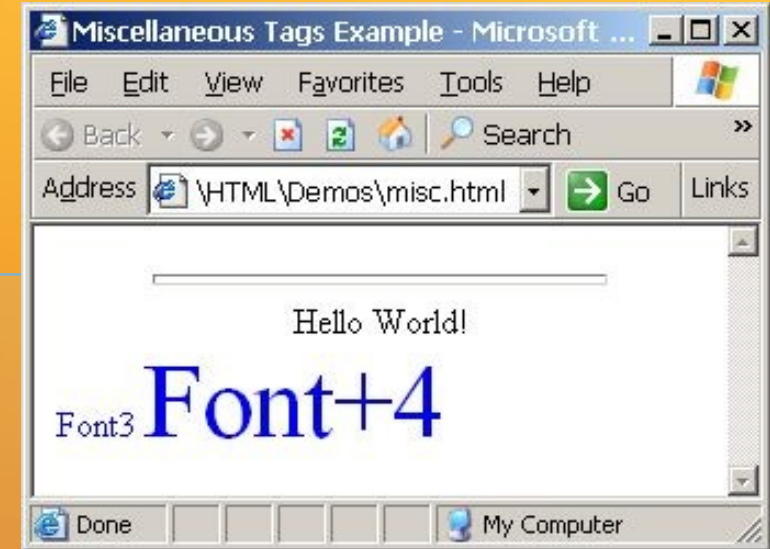 Miscellaneous Tags Example - Microsoft ...
File Edit View Favorites Tools Help
Back Search »
Address \HTML\Demos\misc.html Go Links
Hello World!
Font3 Font+4
Done My Computer